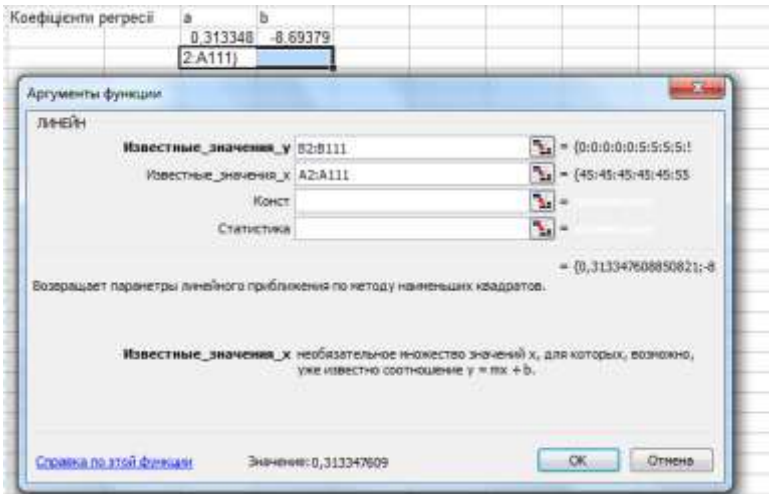 Коефіцієнти регресії a b
0,313348 -8.69379
2:A111)
Аргументы функции
ЛИНЕЙН
Известные_значения_y B2:B111 = {0:0:0:0:0:5:5:5:5:!
Известные_значения_x A2:A111 = {45:45:45:45:45:55
Конст =
Статистика =
= {0,313347608850821;-8
Возвращает параметры линейного приближения по методу наименьших квадратов.
Известные_значения_x необязательное множество значений x, для которых, возможно,
уже известно соотношение y = mx + b.
Справка по этой функции Значение: 0,313347609 ОК Отмена